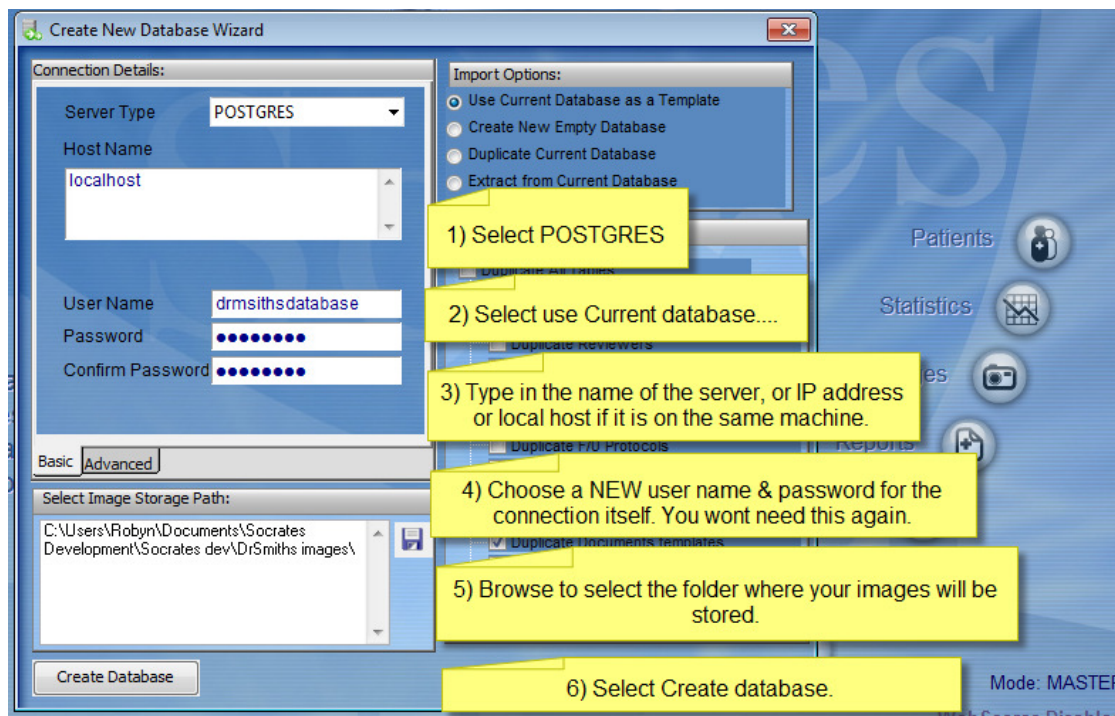 Create New Database Wizard
Connection Details:
Server Type
POSTGRES
Host Name
localhost
User Name
drmsithsdatabase
Password
Confirm Password
Basic
Advanced
Select Image Storage Path:
C:\Users\Robyn\Documents\Socrates
Development\Socrates dev\DrSmiths images\
Create Database
Import Options:
Use Current Database as a Template
Create New Empty Database
Duplicate Current Database
Extract from Current Database
1) Select POSTGRES
Duplicate All Tables
2) Select use Current database....
Duplicate Reviewers
3) Type in the name of the server, or IP address
or local host if it is on the same machine.
Duplicate F/U Protocols
4) Choose a NEW user name & password for the
connection itself. You wont need this again.
Duplicate Documents templates
5) Browse to select the folder where your images will be
stored.
6) Select Create database.
Patients
Statistics
Reports
Mode: MASTER